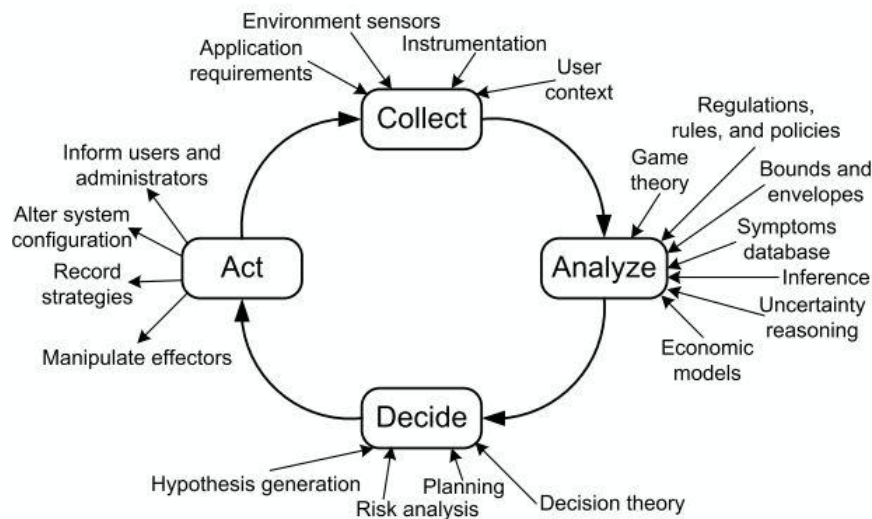 Environment sensors
Application
requirements
Instrumentation
User
context
Collect
Regulations,
rules, and policies
Game
theory
Bounds and
envelopes
Symptoms
database
Inference
Uncertainty
reasoning
Economic
models
Analyze
Inform users and
administrators
Alter system
configuration
Record
strategies
Manipulate effectors
Act
Decide
Hypothesis generation
Risk analysis
Planning
Decision theory